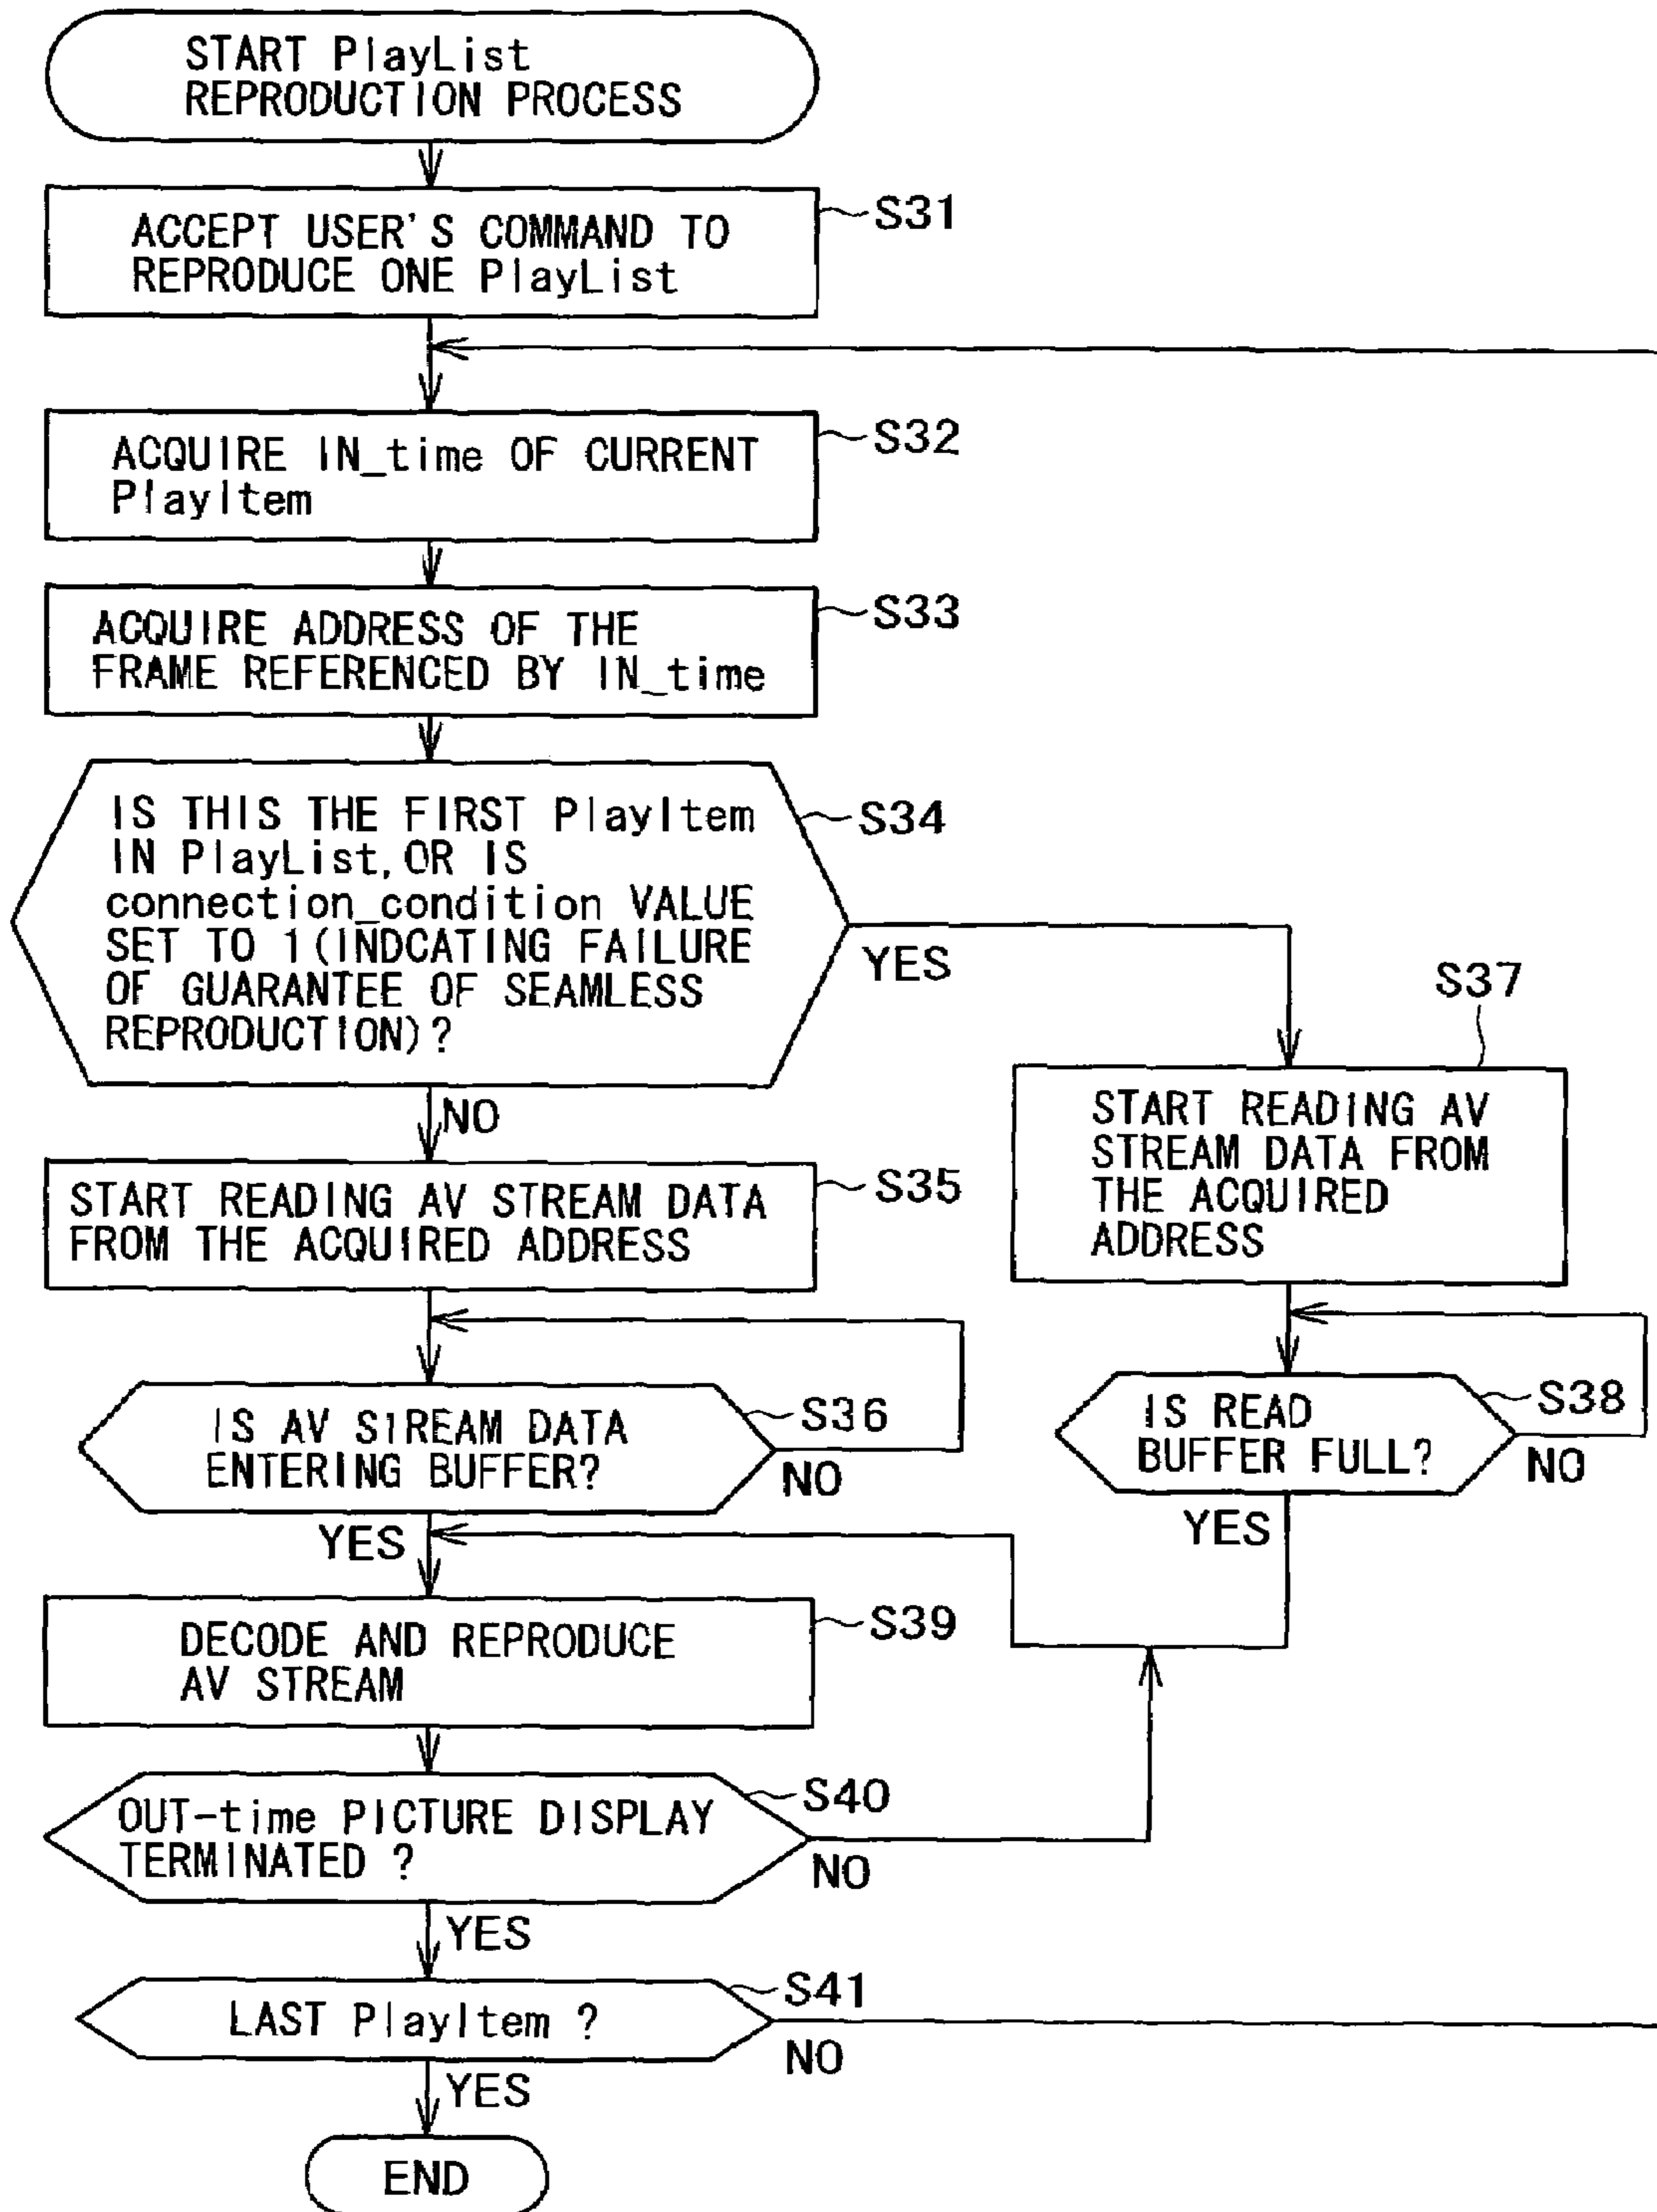 START PlayList
REPRODUCTION PROCESS
ACCEPT USER'S COMMAND TO
REPRODUCE ONE PlayList
S31
ACQUIRE IN_time OF CURRENT
PlayItem
S32
ACQUIRE ADDRESS OF THE
FRAME REFERENCED BY IN_time
S33
IS THIS THE FIRST PlayItem
IN PlayList, OR IS
connection_condition VALUE
SET TO 1 (INDCATING FAILURE
OF GUARANTEE OF SEAMLESS
REPRODUCTION)?
S34
YES
NO
START READING AV STREAM DATA
FROM THE ACQUIRED ADDRESS
S35
S37
START READING AV
STREAM DATA FROM
THE ACQUIRED
ADDRESS
IS AV STREAM DATA
ENTERING BUFFER?
S36
NO
YES
IS READ
BUFFER FULL?
S38
NO
YES
DECODE AND REPRODUCE
AV STREAM
S39
OUT-time PICTURE DISPLAY
TERMINATED ?
S40
NO
YES
LAST PlayItem ?
S41
NO
YES
END